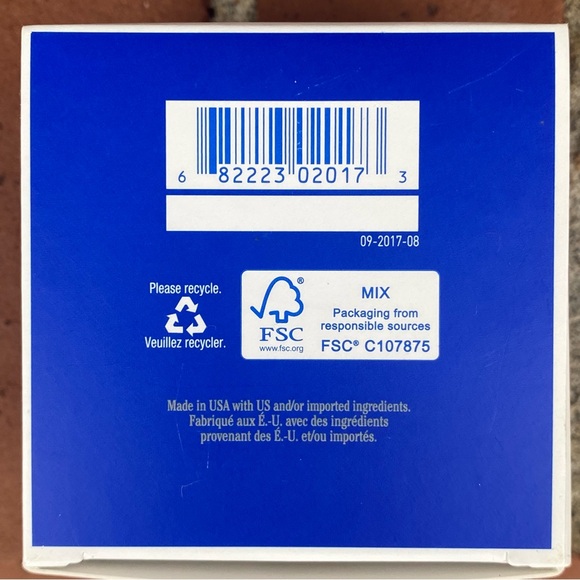 6 82223 02017 3
09-2017-08
Please recycle.
Veuillez recycler.
FSC®
www.fsc.org
MIX
Packaging from
responsible sources
FSC® C107875
Made in USA with US and/or imported ingredients.
Fabriqué aux É.-U. avec des ingrédients
provenant des É.-U. et/ou importés.